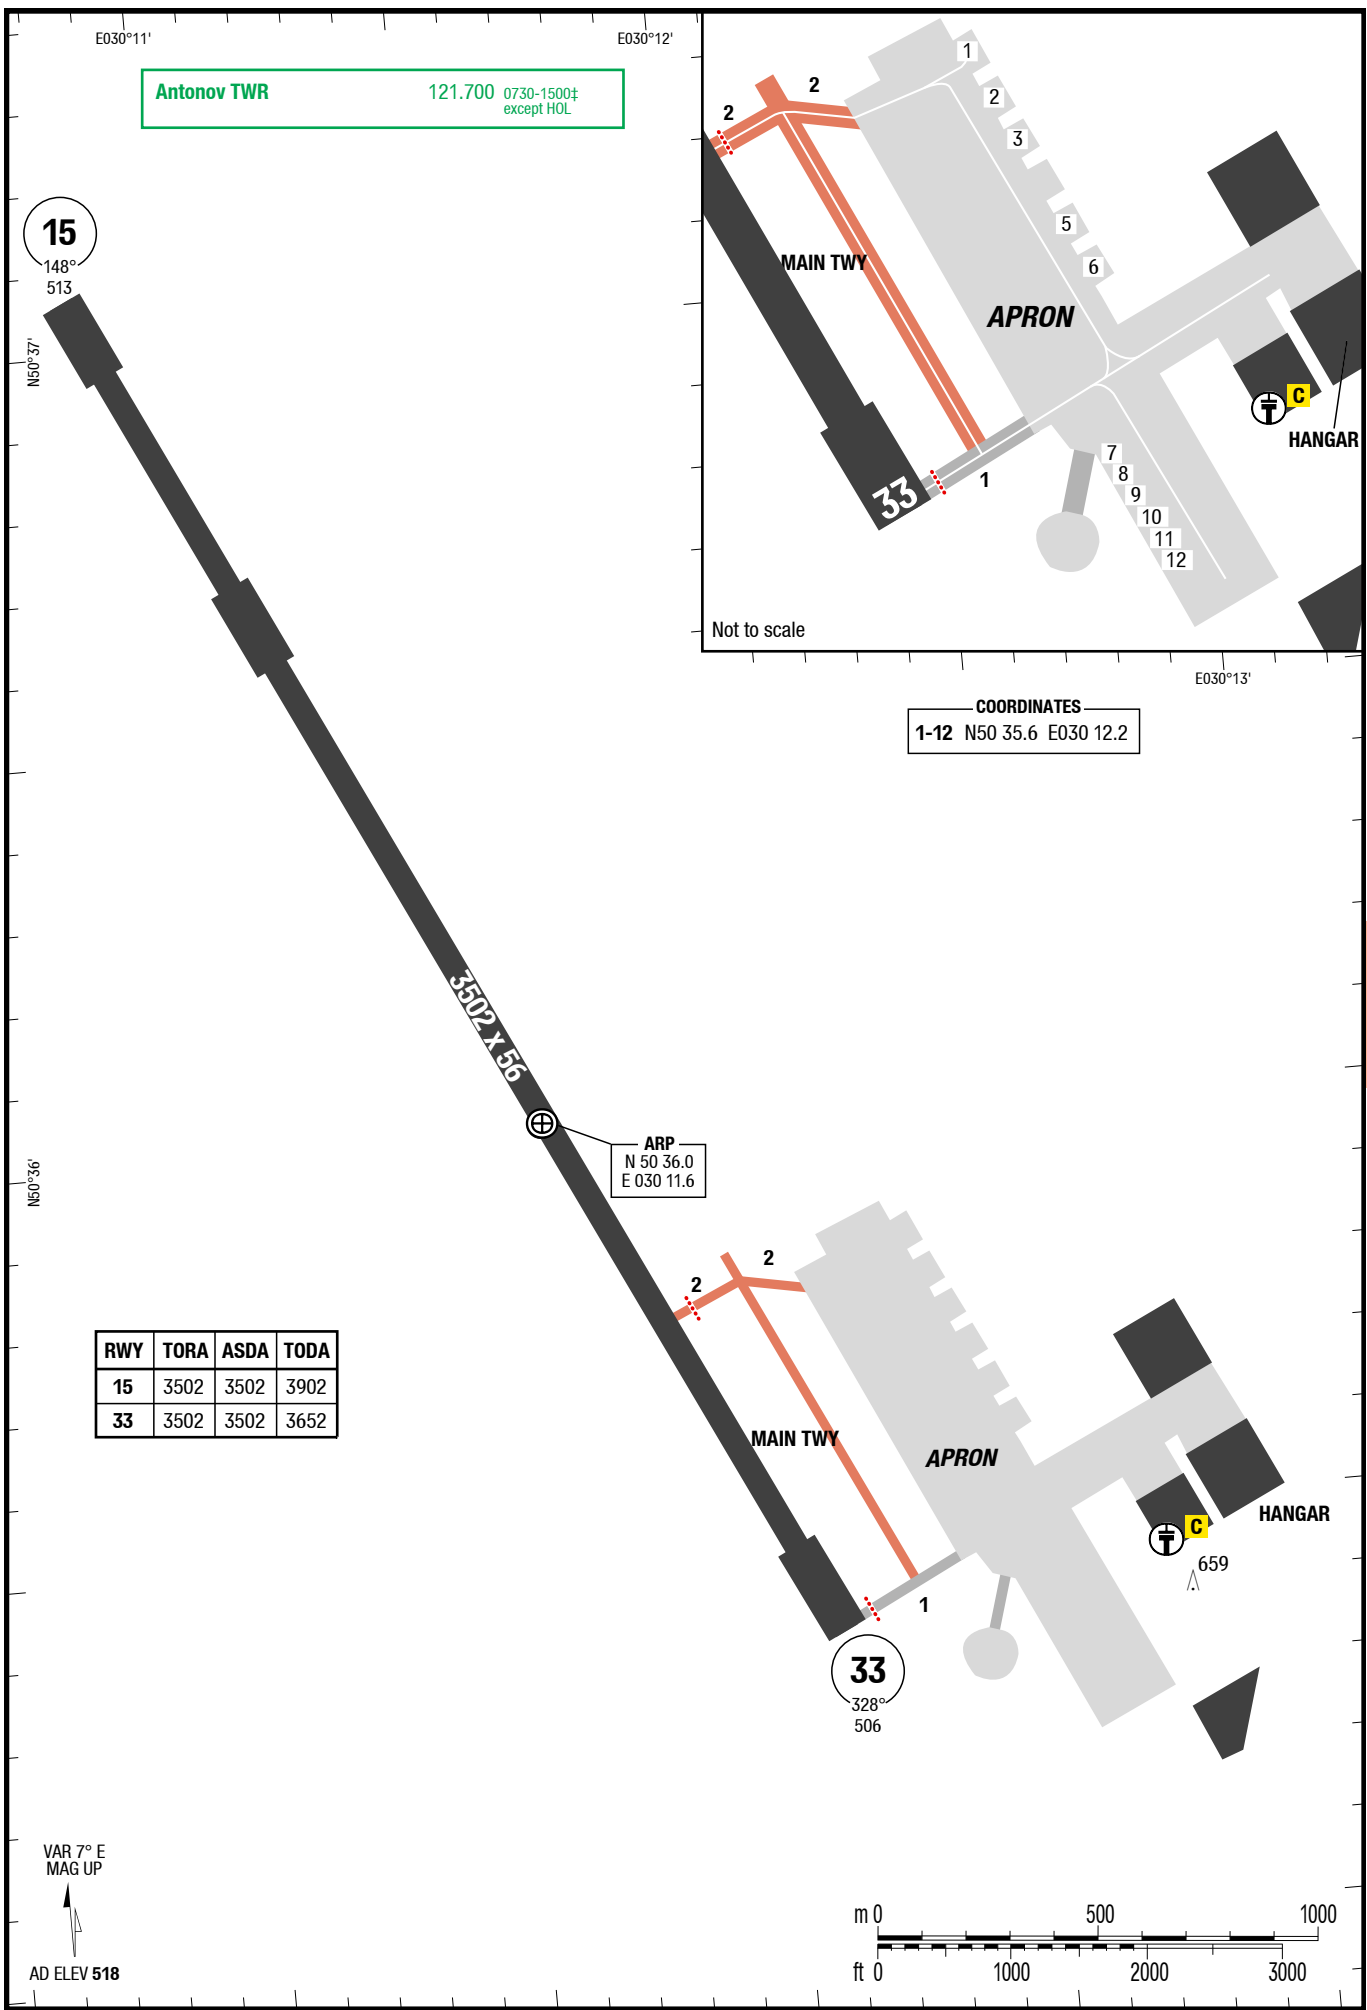 E030°11'
E030°12'
Antonov TWR 121.700 0730-1500‡
except HOL
15
148°
513
N50°37'
1
2
2
2
3
5
6
MAIN TWY
APRON
C
HANGAR
7
8
9
10
11
12
1
33
Not to scale
E030°13'
COORDINATES
1-12 N50 35.6 E030 12.2
3502 x 56
ARP
N 50 36.0
E 030 11.6
N50°36'
2
2
RWY TORA ASDA TODA
15 3502 3502 3902
33 3502 3502 3652
MAIN TWY
APRON
HANGAR
C
659
1
33
328°
506
VAR 7° E
MAG UP
AD ELEV 518
m 0 500 1000
ft 0 1000 2000 3000